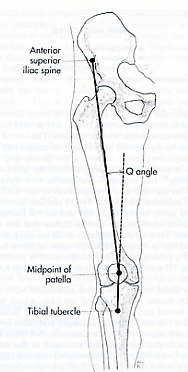 Anterior
superior
iliac spine
Q angle
Midpoint of
patella
Tibial tubercle